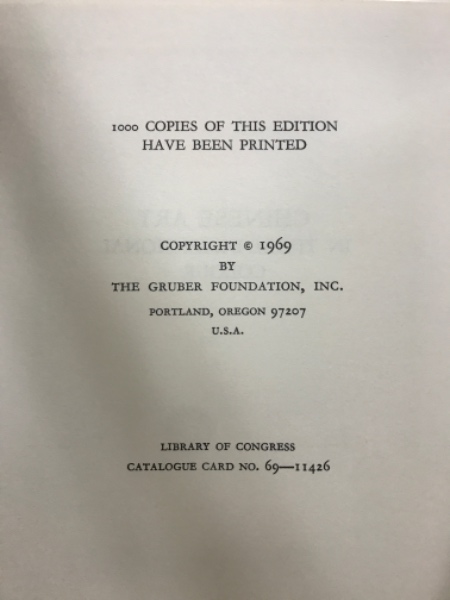 1000 COPIES OF THIS EDITION
HAVE BEEN PRINTED
COPYRIGHT © 1969
BY
THE GRUBER FOUNDATION, INC.
PORTLAND, OREGON 97207
U.S.A.
LIBRARY OF CONGRESS
CATALOGUE CARD NO. 69—11426